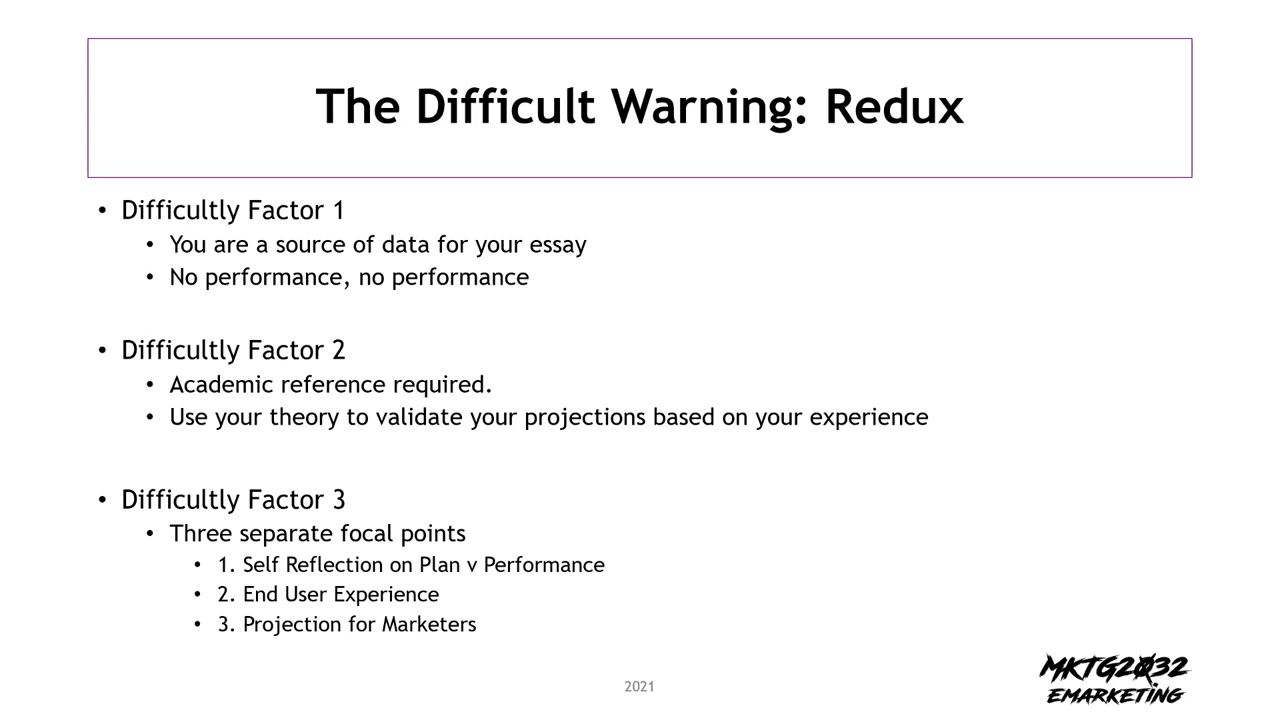 The Difficult Warning: Redux
• Difficultly Factor 1
• You are a source of data for your essay
• No performance, no performance
• Difficultly Factor 2
• Academic reference required.
• Use your theory to validate your projections based on your experience
• Difficultly Factor 3
• Three separate focal points
• 1. Self Reflection on Plan v Performance
• 2. End User Experience
• 3. Projection for Marketers
2021
MKTG2032
EMARKETING